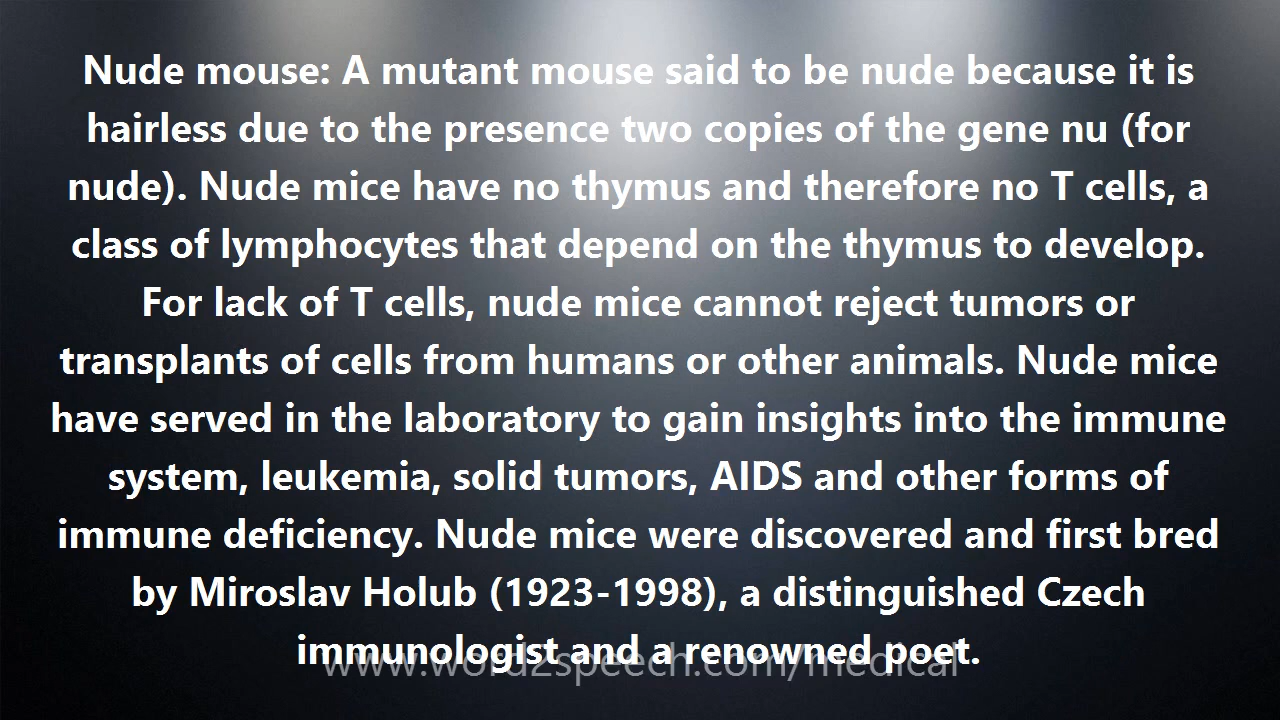 Nude mouse: A mutant mouse said to be nude because it is
hairless due to the presence two copies of the gene nu (for
nude). Nude mice have no thymus and therefore no T cells, a
class of lymphocytes that depend on the thymus to develop.
For lack of T cells, nude mice cannot reject tumors or
transplants of cells from humans or other animals. Nude mice
have served in the laboratory to gain insights into the immune
system, leukemia, solid tumors, AIDS and other forms of
immune deficiency. Nude mice were discovered and first bred
by Miroslav Holub (1923-1998), a distinguished Czech
immunologist and a renowned poet.
www.word2speech.com/medical